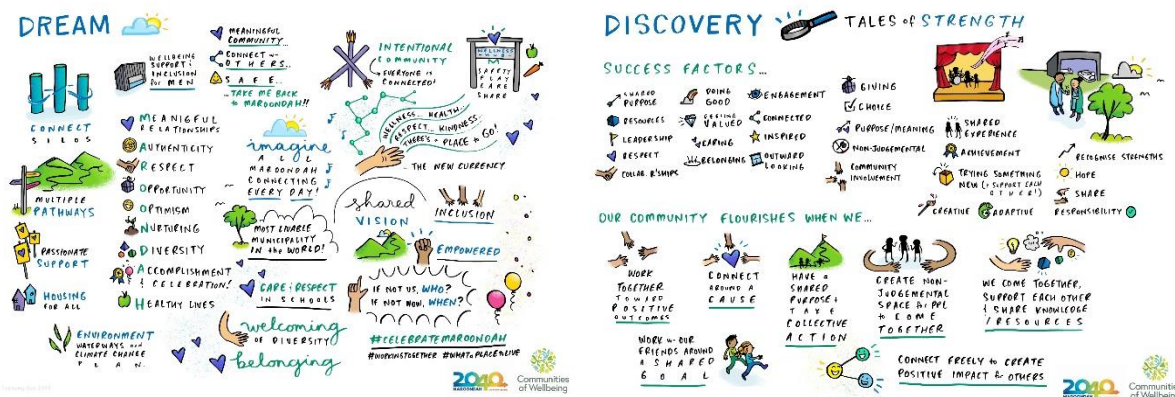 DREAM
CONNECT
SILOS
MULTIPLE
PATHWAYS
PASSIONATE
SUPPORT
HOUSING
FOR ALL
ENVIRONMENT
WATERWAYS and
CLIMATE CHANGE
PLAN.
WELLBEING
SUPPORT &
INCLUSION
for MEN
MEANINGFUL
COMMUNITY...
CONNECT w-
OTHERS...
SAFE...
...TAKE ME BACK
to MAROONDAH!!
MEANIGFUL
RELATIONSHIPS
AUTHENTICITY
RESPECT
OPPORTUNITY
OPTIMISM
NURTURING
DIVERSITY
ACCOMPLISHMENT
& CELEBRATION!
HEALTHY LIVES
imagine
ALL
MAROONDAH
CONNECTING
EVERY DAY!
MOST LIVABLE
MUNICIPALITY
IN the WORLD!
CARE & RESPECT
IN SCHOOLS
welcoming
OF DIVERSITY
belonging
INTENTIONAL
COMMUNITY
EVERYONE is
CONNECTED!
WELLNESS
HUBS
M
SAFETY
PLAY
CARE
SHARE
WELLNESS... HEALTH...
RESPECT... KINDNESS...
THERE'S a PLACE to GO!
THE NEW CURRENCY
shared
VISION
INCLUSION
EMPOWERED
IF NOT US, WHO?
IF NOT NOW, WHEN?
#CELEBRATEMAROONDAH
#WORKINGTOGETHER #WHATaPLACEtoLIVE
2040
MAROONDAH
Communities
of Wellbeing
DISCOVERY
TALES of STRENGTH
SUCCESS FACTORS...
SHARED
PURPOSE
RESOURCES
LEADERSHIP
RESPECT
COLLAB. R'SHIPS
DOING
GOOD
FEELING
VALUED
CARING
BELONGING
ENGAGEMENT
CONNECTED
INSPIRED
OUTWARD
LOOKING
GIVING
CHOICE
PURPOSE/MEANING
NON-JUDGEMENTAL
COMMUNITY
INVOLVEMENT
SHARED
EXPERIENCE
ACHIEVEMENT
TRYING SOMETHING
NEW (& SUPPORT EACH
OTHER!)
CREATIVE
ADAPTIVE
RECOGNISE STRENGTHS
HOPE
SHARE
RESPONSIBILITY
OUR COMMUNITY FLOURISHES WHEN WE...
WORK
TOGETHER
TOWARD
POSITIVE
OUTCOMES
CONNECT
AROUND A
CAUSE
HAVE a
SHARED
PURPOSE &
TAKE
COLLECTIVE
ACTION
CREATE NON-
JUDGEMENTAL
SPACE for PPL
to COME
TOGETHER
WE COME TOGETHER,
SUPPORT EACH OTHER
& SHARE KNOWLEDGE
/RESOURCES
WORK w- OUR
FRIENDS AROUND
A SHARED
GOAL
CONNECT FREELY to CREATE
POSITIVE IMPACT for OTHERS
2040
MAROONDAH
Communities
of Wellbeing